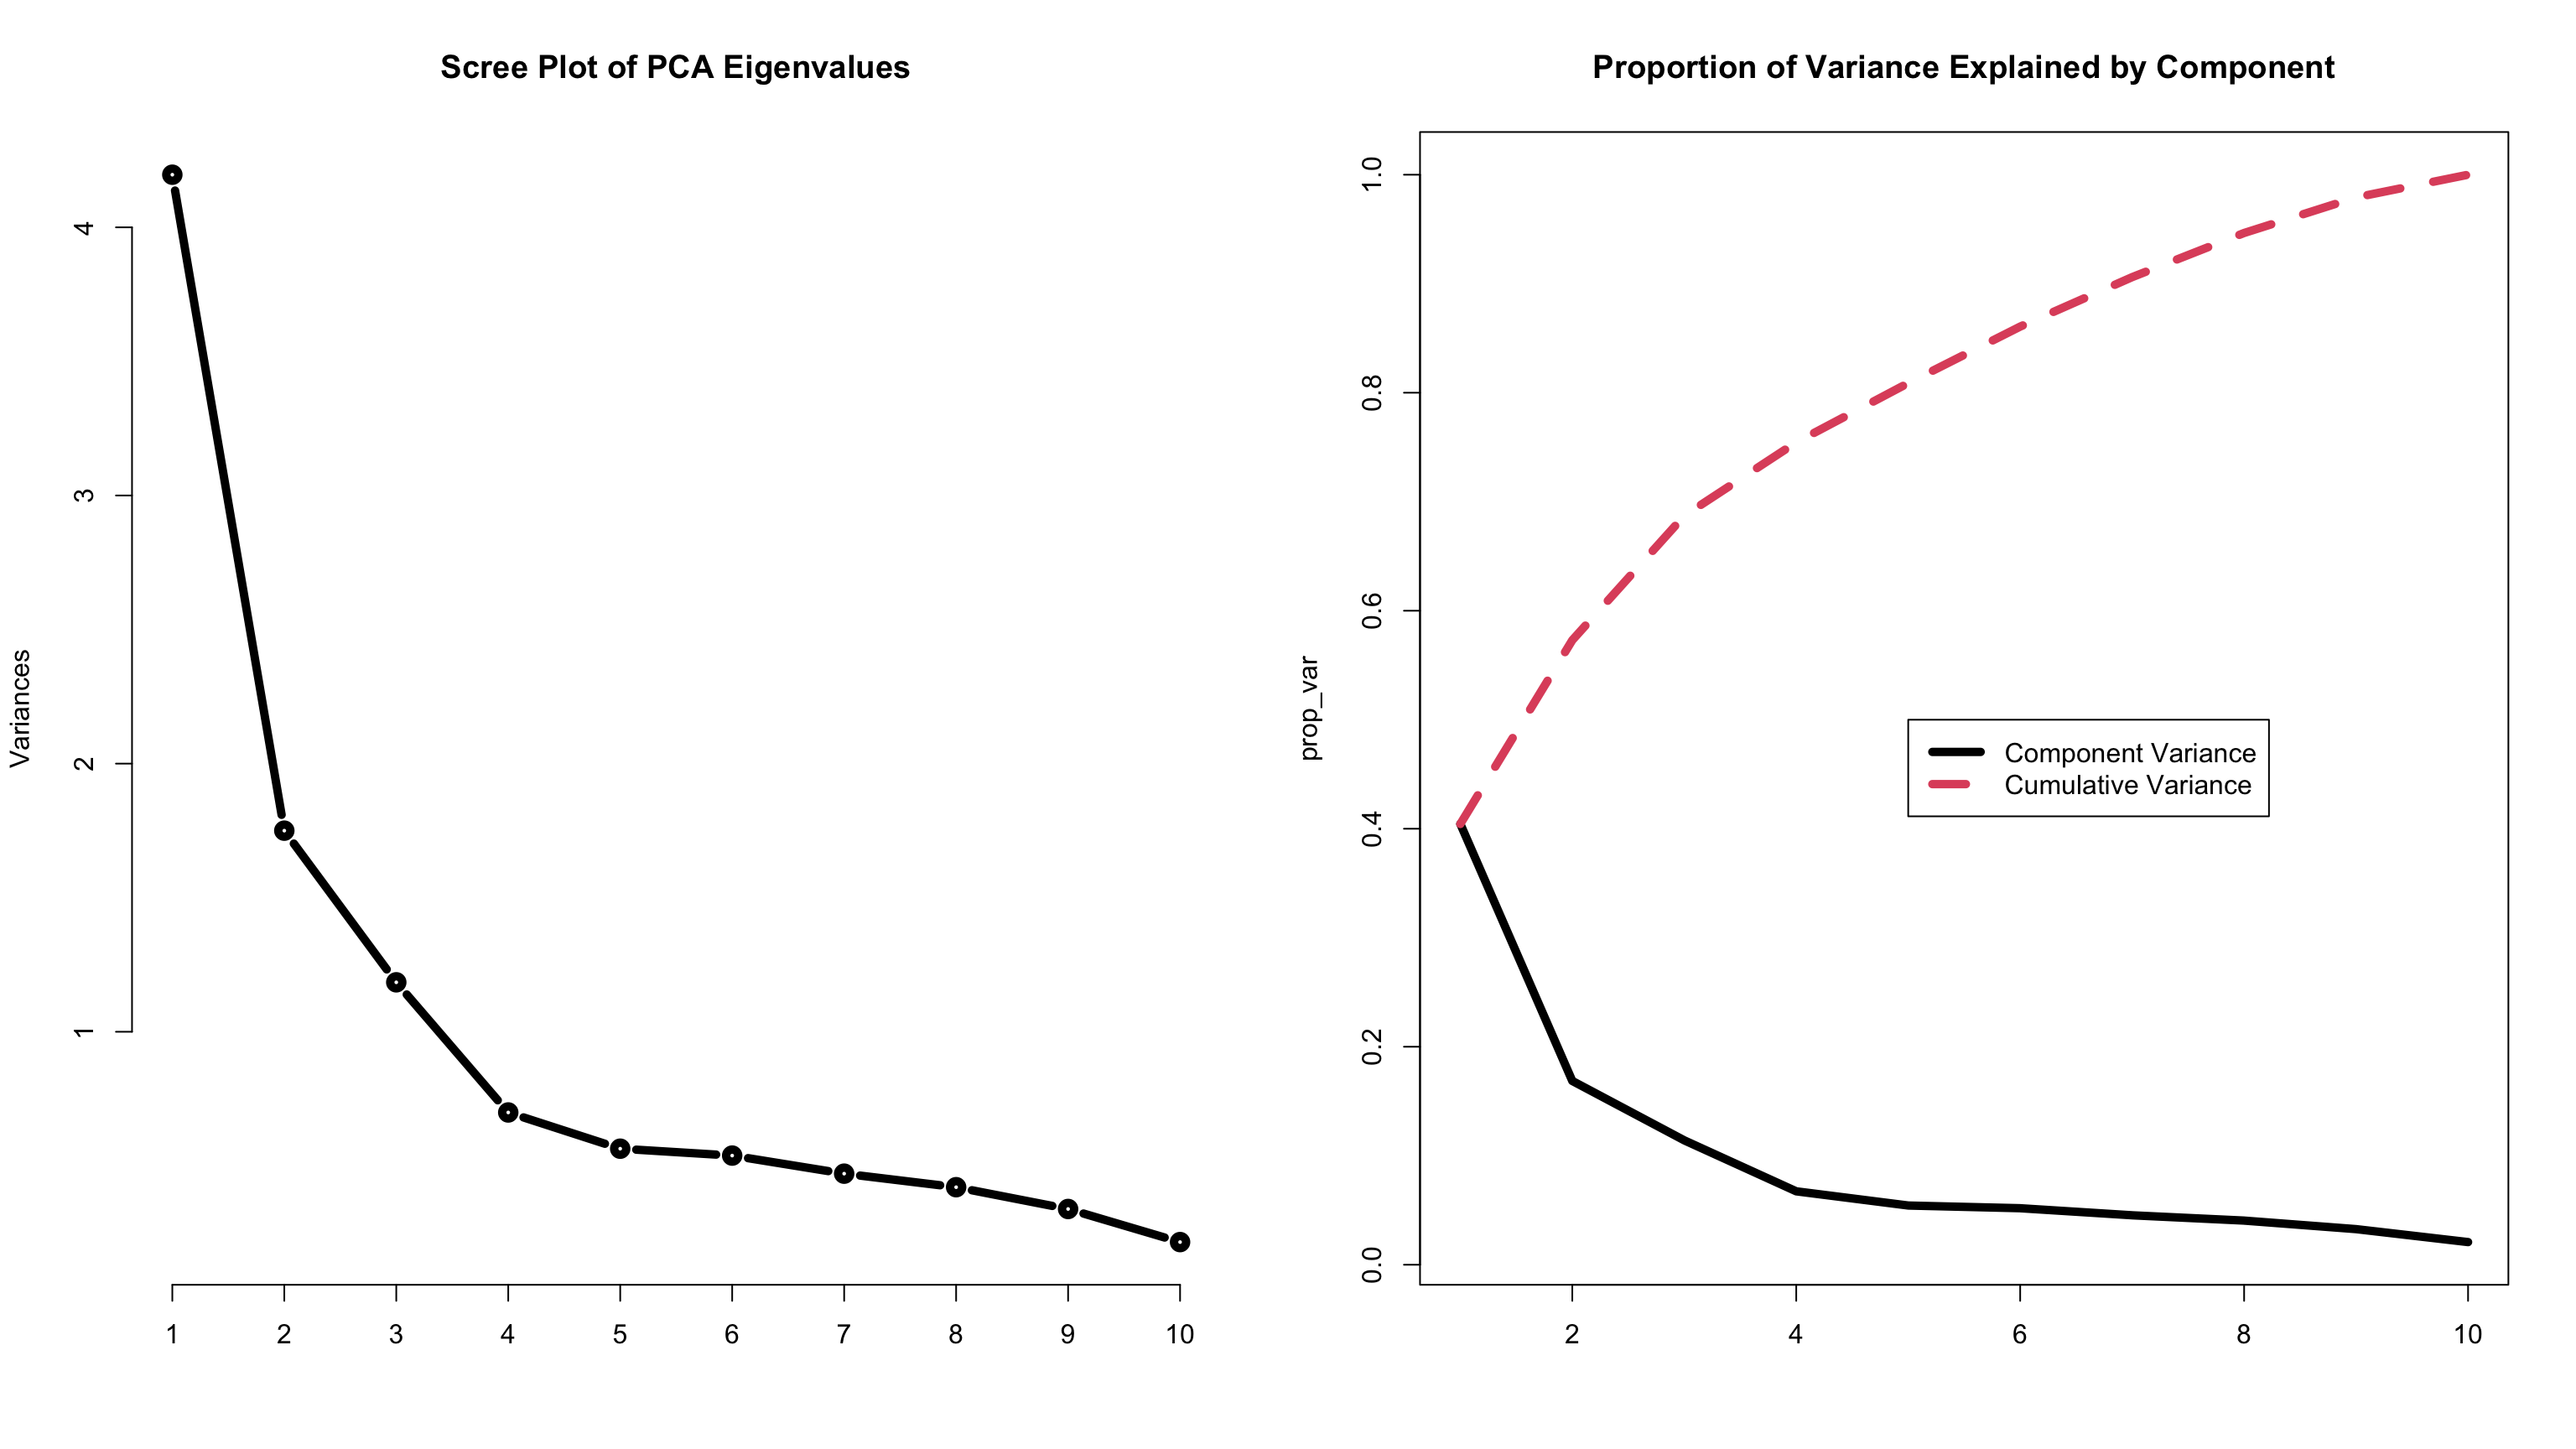 Scree Plot of PCA Eigenvalues
Variances
4
3
2
1
1 2 3 4 5 6 7 8 9 10
Proportion of Variance Explained by Component
prop_var
1.0
0.8
0.6
0.4
0.2
0.0
Component Variance
Cumulative Variance
2 4 6 8 10